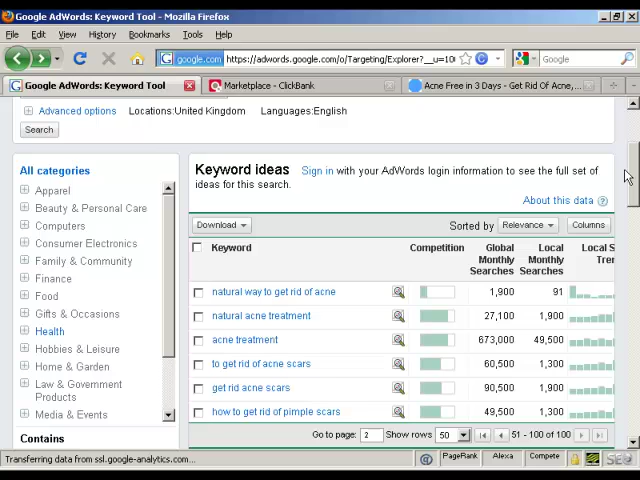 Google AdWords: Keyword Tool - Mozilla Firefox
File Edit View History Bookmarks Tools Help
google.com https://adwords.google.com/o/Targeting/Explorer?__u=10 Google
Google AdWords: Keyword Tool Marketplace - ClickBank Acne Free in 3 Days - Get Rid Of Acne, ...
Advanced options Locations:United Kingdom Languages:English
Search
All categories
Apparel
Beauty & Personal Care
Computers
Consumer Electronics
Family & Community
Finance
Food
Gifts & Occasions
Health
Hobbies & Leisure
Home & Garden
Law & Government
Products
Media & Events
Contains
Keyword ideas Sign in with your AdWords login information to see the full set of
ideas for this search.
About this data ?
Download Sorted by Relevance Columns
Keyword Competition Global Monthly Searches Local Monthly Searches Local S Tren
natural way to get rid of acne 1,900 91
natural acne treatment 27,100 1,900
acne treatment 673,000 49,500
to get rid of acne scars 60,500 1,300
get rid acne scars 90,500 1,900
how to get rid of pimple scars 49,500 1,300
Go to page: 2 Show rows 50 51 - 100 of 100
Transferring data from ssl.google-analytics.com... @ PageRank Alexa Compete